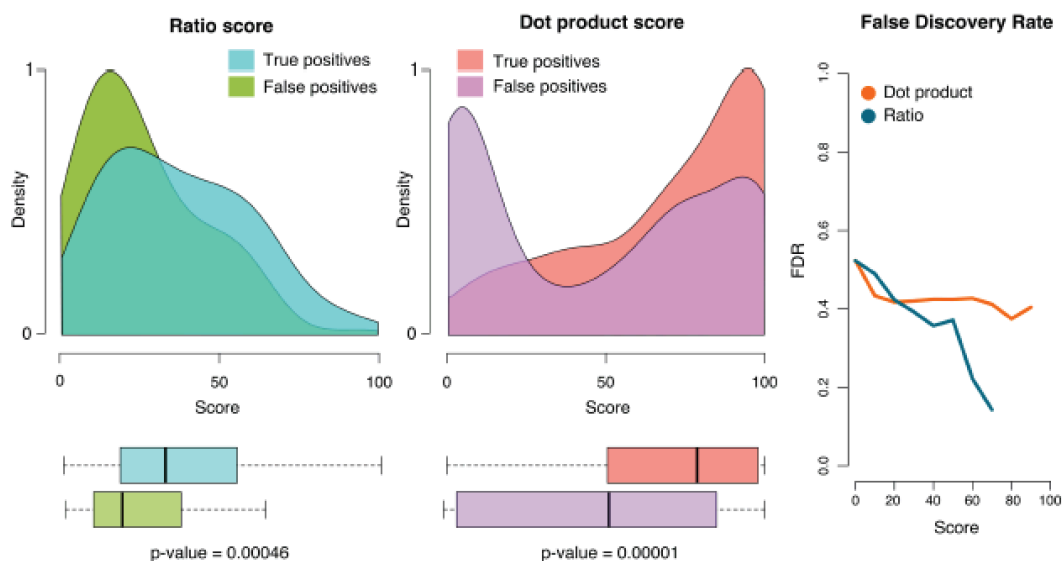 Ratio score
True positives
False positives
1
Density
0
0
50
100
Score
p-value = 0.00046
Dot product score
True positives
False positives
1
Density
0
0
50
100
Score
p-value = 0.00001
False Discovery Rate
Dot product
Ratio
1.0
0.8
0.6
0.4
0.2
0.0
FDR
0 20 40 60 80 100
Score